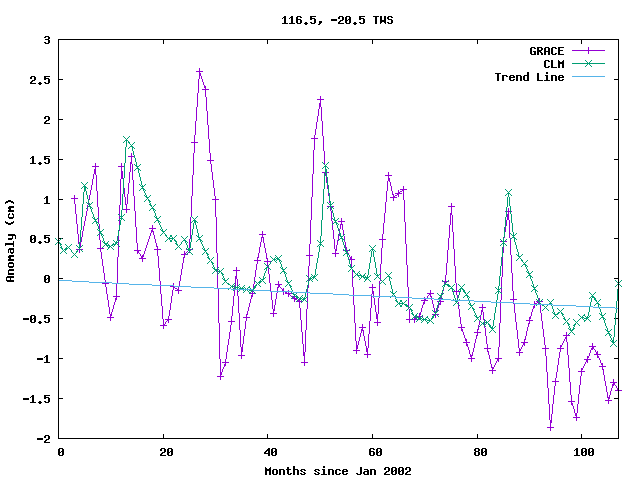 116.5, -20.5 TWS
GRACE
CLM
Trend Line
3
2.5
2
1.5
1
0.5
0
-0.5
-1
-1.5
-2
Anomaly (cm)
0 20 40 60 80 100
Months since Jan 2002